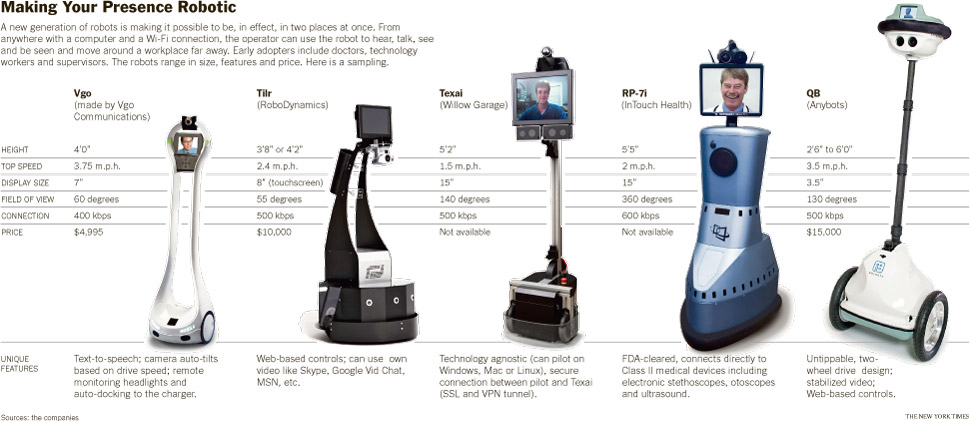 Making Your Presence Robotic
A new generation of robots is making it possible to be, in effect, in two places at once. From
anywhere with a computer and a Wi-Fi connection, the operator can use the robot to hear, talk, see
and be seen and move around a workplace far away. Early adopters include doctors, technology
workers and supervisors. The robots range in size, features and price. Here is a sampling.
Vgo
(made by Vgo
Communications)
Tilr
(RoboDynamics)
Texai
(Willow Garage)
RP-7i
(InTouch Health)
QB
(Anybots)
HEIGHT 4'0" 3'8" or 4'2" 5'2" 5'5" 2'6" to 6'0"
TOP SPEED 3.75 m.p.h. 2.4 m.p.h. 1.5 m.p.h. 2 m.p.h. 3.5 m.p.h.
DISPLAY SIZE 7" 8" (touchscreen) 15" 15" 3.5"
FIELD OF VIEW 60 degrees 55 degrees 140 degrees 360 degrees 130 degrees
CONNECTION 400 kbps 500 kbps 500 kbps 600 kbps 500 kbps
PRICE $4,995 $10,000 Not available Not available $15,000
UNIQUE
FEATURES
Text-to-speech; camera auto-tilts
based on drive speed; remote
monitoring headlights and
auto-docking to the charger.
Web-based controls; can use own
video like Skype, Google Vid Chat,
MSN, etc.
Technology agnostic (can pilot on
Windows, Mac or Linux), secure
connection between pilot and Texai
(SSL and VPN tunnel).
FDA-cleared, connects directly to
Class II medical devices including
electronic stethoscopes, otoscopes
and ultrasound.
Untippable, two-
wheel drive design;
stabilized video;
Web-based controls.
Sources: the companies
THE NEW YORK TIMES